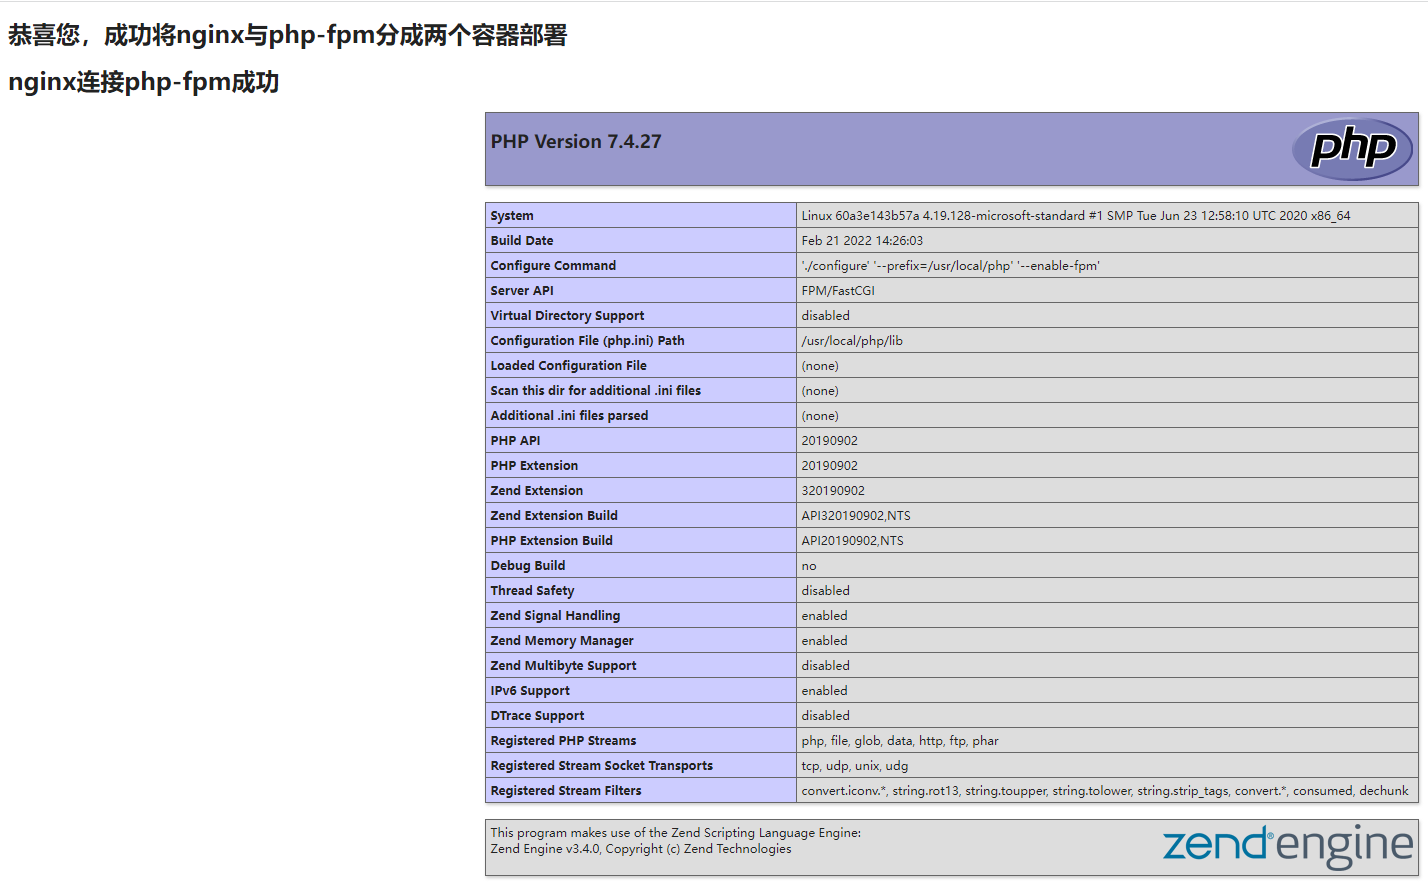 恭喜您，成功将nginx与php-fpm分成两个容器部署
nginx连接php-fpm成功
PHP Version 7.4.27
php
System Linux 60a3e143b57a 4.19.128-microsoft-standard #1 SMP Tue Jun 23 12:58:10 UTC 2020 x86_64
Build Date Feb 21 2022 14:26:03
Configure Command './configure' '--prefix=/usr/local/php' '--enable-fpm'
Server API FPM/FastCGI
Virtual Directory Support disabled
Configuration File (php.ini) Path /usr/local/php/lib
Loaded Configuration File (none)
Scan this dir for additional .ini files (none)
Additional .ini files parsed (none)
PHP API 20190902
PHP Extension 20190902
Zend Extension 320190902
Zend Extension Build API320190902,NTS
PHP Extension Build API20190902,NTS
Debug Build no
Thread Safety disabled
Zend Signal Handling enabled
Zend Memory Manager enabled
Zend Multibyte Support disabled
IPv6 Support enabled
DTrace Support disabled
Registered PHP Streams php, file, glob, data, http, ftp, phar
Registered Stream Socket Transports tcp, udp, unix, udg
Registered Stream Filters convert.iconv.*, string.rot13, string.toupper, string.tolower, string.strip_tags, convert.*, consumed, dechunk
This program makes use of the Zend Scripting Language Engine:
Zend Engine v3.4.0, Copyright (c) Zend Technologies
zend® engine